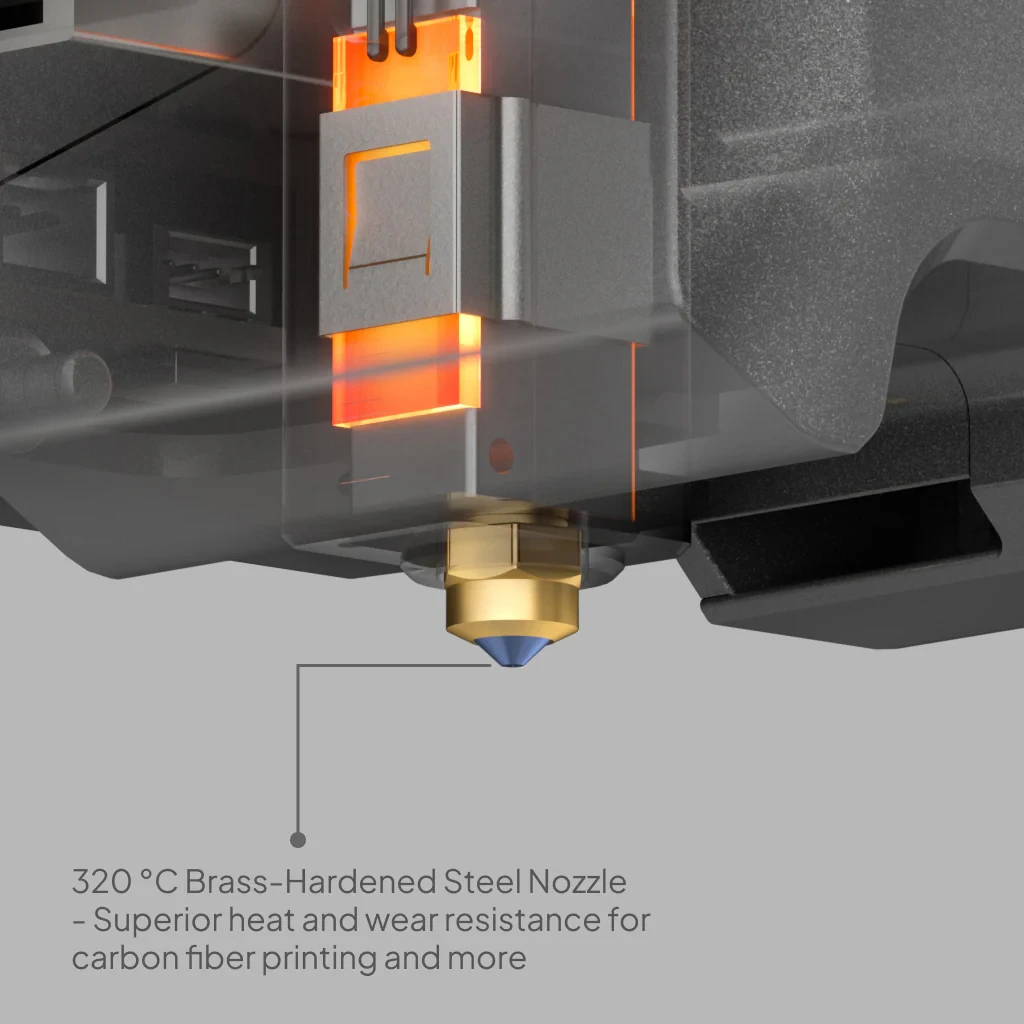 320 °C Brass-Hardened Steel Nozzle
- Superior heat and wear resistance for
carbon fiber printing and more